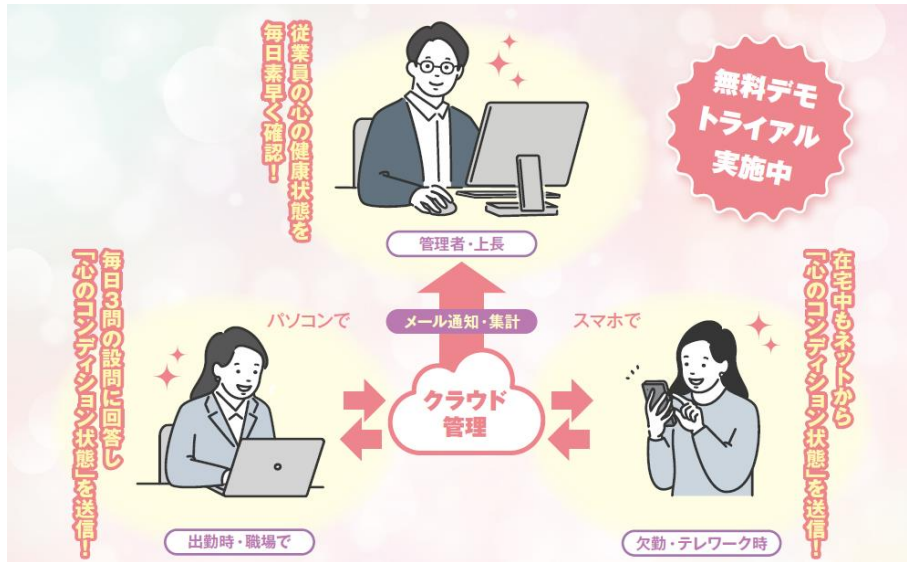 従業員の心の健康状態を
毎日素早く確認！
無料デモ
トライアル
実施中
管理者・上長
メール通知・集計
パソコンで
スマホで
クラウド
管理
毎日3問の設問に回答し
「心のコンディション状態」を送信！
出勤時・職場で
在宅中もネットから
「心のコンディション状態」を送信！
欠勤・テレワーク時